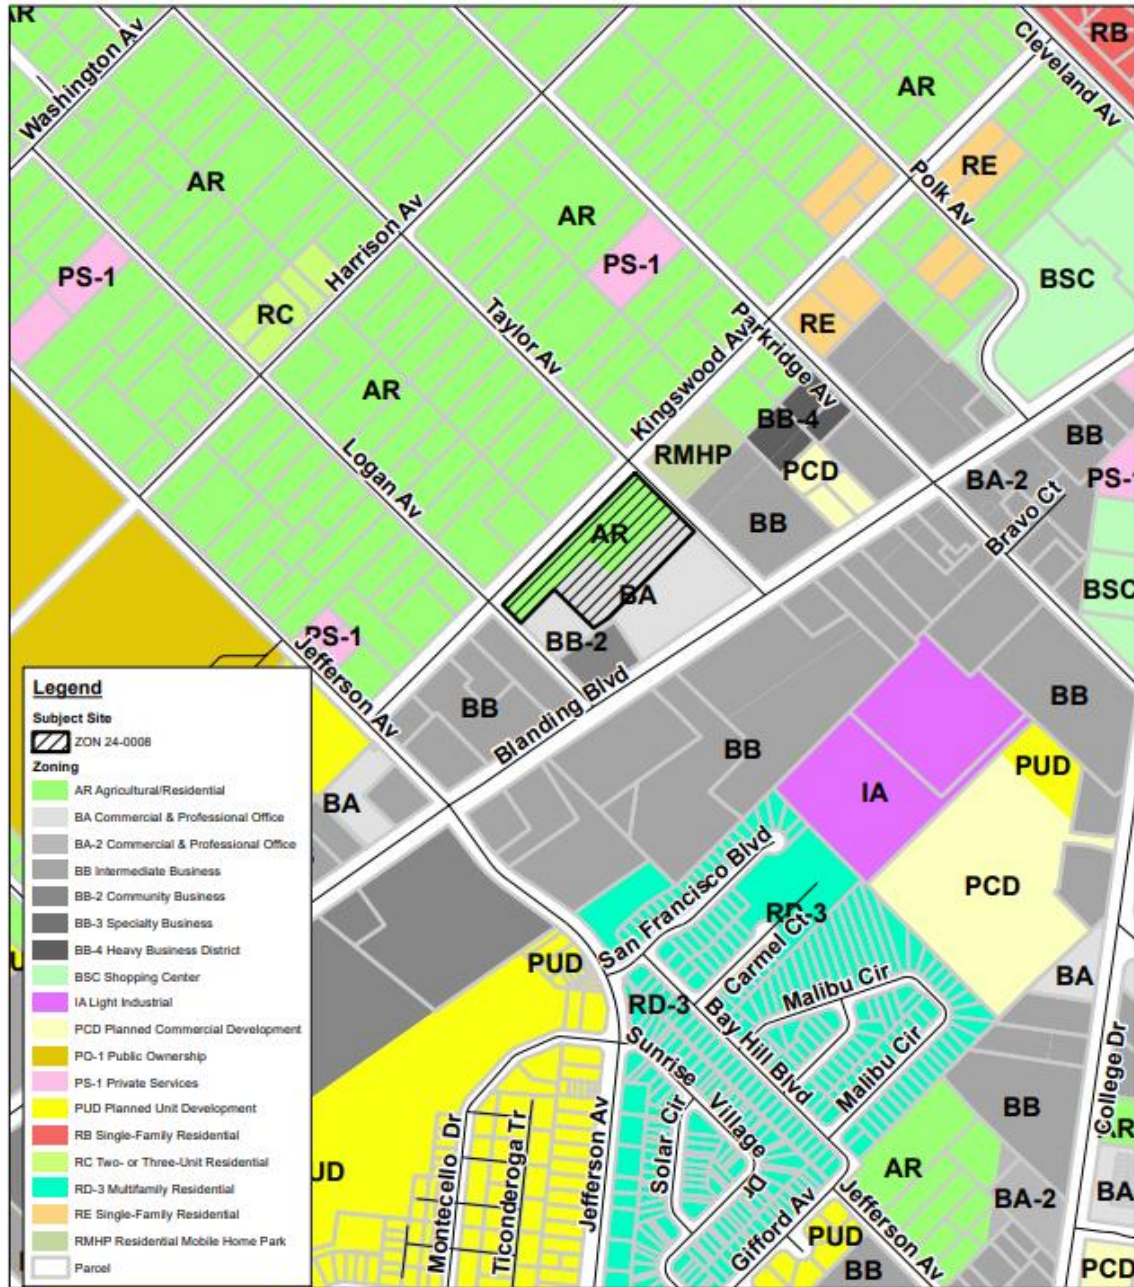 AR
Washington Av
Cleveland Av
RB
AR
RE
Polk Av
AR
AR
Harrison Av
PS-1
PS-1
BSC
RC
Taylor Av
Parkridge Av
RE
Kingswood Av
AR
BB-4
BB
Logan Av
RMHP
PCD
BA-2
PS-1
BB
Bravo Ct
AR
BA
BSC
PS-1
BB-2
Jefferson Av
Blanding Blvd
BB
BB
BB
PUD
BA
IA
San Francisco Blvd
PCD
RD-3
Carmel Ct
PUD
Malibu Cir
BA
RD-3
Bay Hill Blvd
Sunrise Village Dr
Malibu Cir
College Dr
BB
AR
Solar Cir
Montecello Dr
Ticonderoga Tr
Jefferson Av
UD
AR
BA-2
BA
Jefferson Av
Gifford Av
PUD
BB
PCD
Legend
Subject Site
ZON 24-0008
Zoning
AR Agricultural/Residential
BA Commercial & Professional Office
BA-2 Commercial & Professional Office
BB Intermediate Business
BB-2 Community Business
BB-3 Specialty Business
BB-4 Heavy Business District
BSC Shopping Center
IA Light Industrial
PCD Planned Commercial Development
PO-1 Public Ownership
PS-1 Private Services
PUD Planned Unit Development
RB Single-Family Residential
RC Two- or Three-Unit Residential
RD-3 Multifamily Residential
RE Single-Family Residential
RMHP Residential Mobile Home Park
Parcel